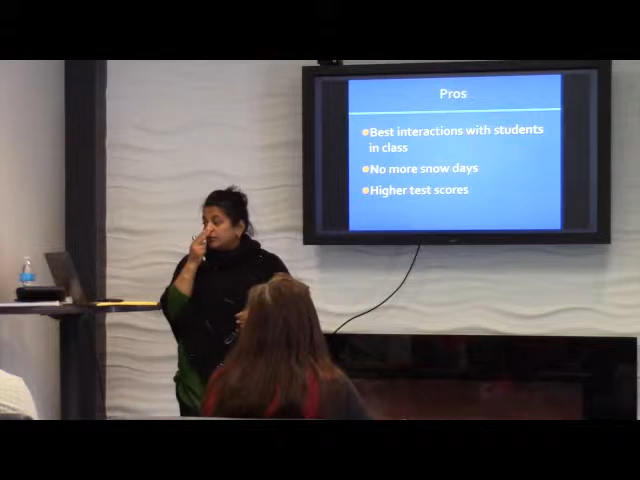 Pros
Best interactions with students
in class
No more snow days
Higher test scores